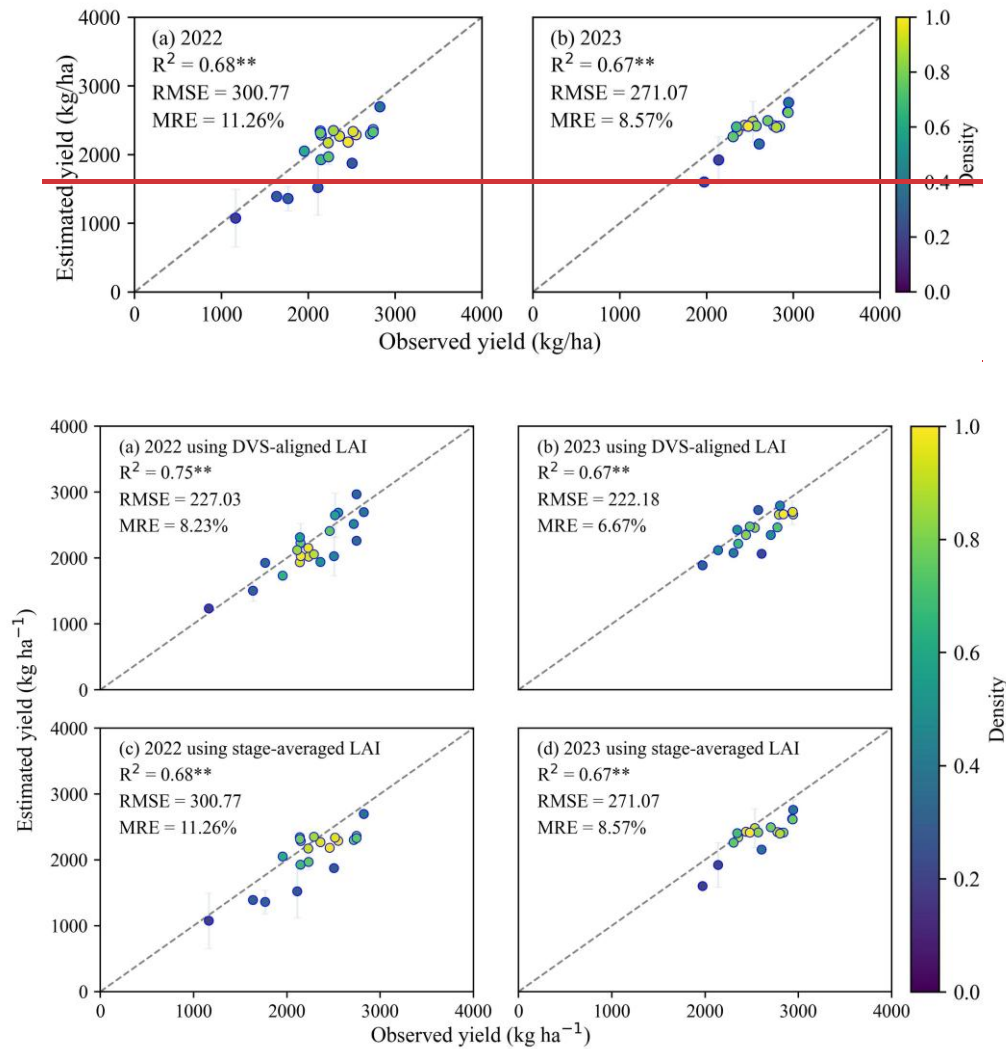 4000
3000
2000
1000
0
Estimated yield (kg/ha)
(a) 2022
R² = 0.68**
RMSE = 300.77
MRE = 11.26%
0 1000 2000 3000 4000
(b) 2023
R² = 0.67**
RMSE = 271.07
MRE = 8.57%
0 1000 2000 3000 4000
Observed yield (kg/ha)
1.0
0.8
0.6
0.4
0.2
0.0
Density
4000
3000
2000
1000
0
(a) 2022 using DVS-aligned LAI
R² = 0.75**
RMSE = 227.03
MRE = 8.23%
(b) 2023 using DVS-aligned LAI
R² = 0.67**
RMSE = 222.18
MRE = 6.67%
Estimated yield (kg ha⁻¹)
4000
3000
2000
1000
0
(c) 2022 using stage-averaged LAI
R² = 0.68**
RMSE = 300.77
MRE = 11.26%
0 1000 2000 3000 4000
(d) 2023 using stage-averaged LAI
R² = 0.67**
RMSE = 271.07
MRE = 8.57%
0 1000 2000 3000 4000
Observed yield (kg ha⁻¹)
1.0
0.8
0.6
0.4
0.2
0.0
Density